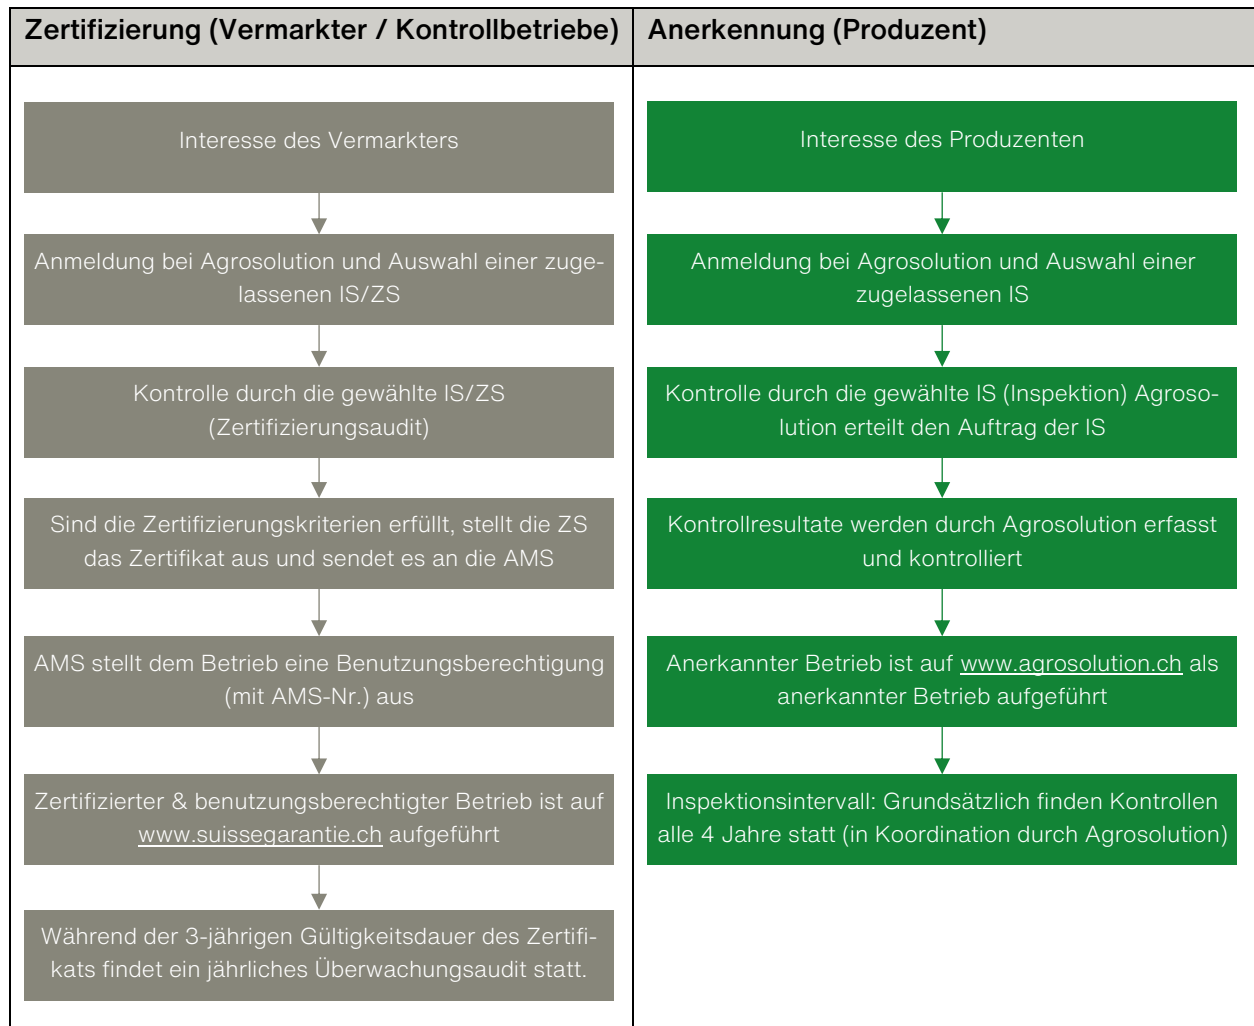 Zertifizierung (Vermarkter / Kontrollbetriebe)
Interesse des Vermarkters
Anmeldung bei Agrosolution und Auswahl einer zuge-
lassenen IS/ZS
Kontrolle durch die gewählte IS/ZS
(Zertifizierungsaudit)
Sind die Zertifizierungskriterien erfüllt, stellt die ZS
das Zertifikat aus und sendet es an die AMS
AMS stellt dem Betrieb eine Benutzungsberechtigung
(mit AMS-Nr.) aus
Zertifizierter & benutzungsberechtigter Betrieb ist auf
www.suissegarantie.ch aufgeführt
Während der 3-jährigen Gültigkeitsdauer des Zertifi-
kats findet ein jährliches Überwachungsaudit statt.
Anerkennung (Produzent)
Interesse des Produzenten
Anmeldung bei Agrosolution und Auswahl einer
zugelassenen IS
Kontrolle durch die gewählte IS (Inspektion) Agroso-
lution erteilt den Auftrag der IS
Kontrollresultate werden durch Agrosolution erfasst
und kontrolliert
Anerkannter Betrieb ist auf www.agrosolution.ch als
anerkannter Betrieb aufgeführt
Inspektionsintervall: Grundsätzlich finden Kontrollen
alle 4 Jahre statt (in Koordination durch Agrosolution)